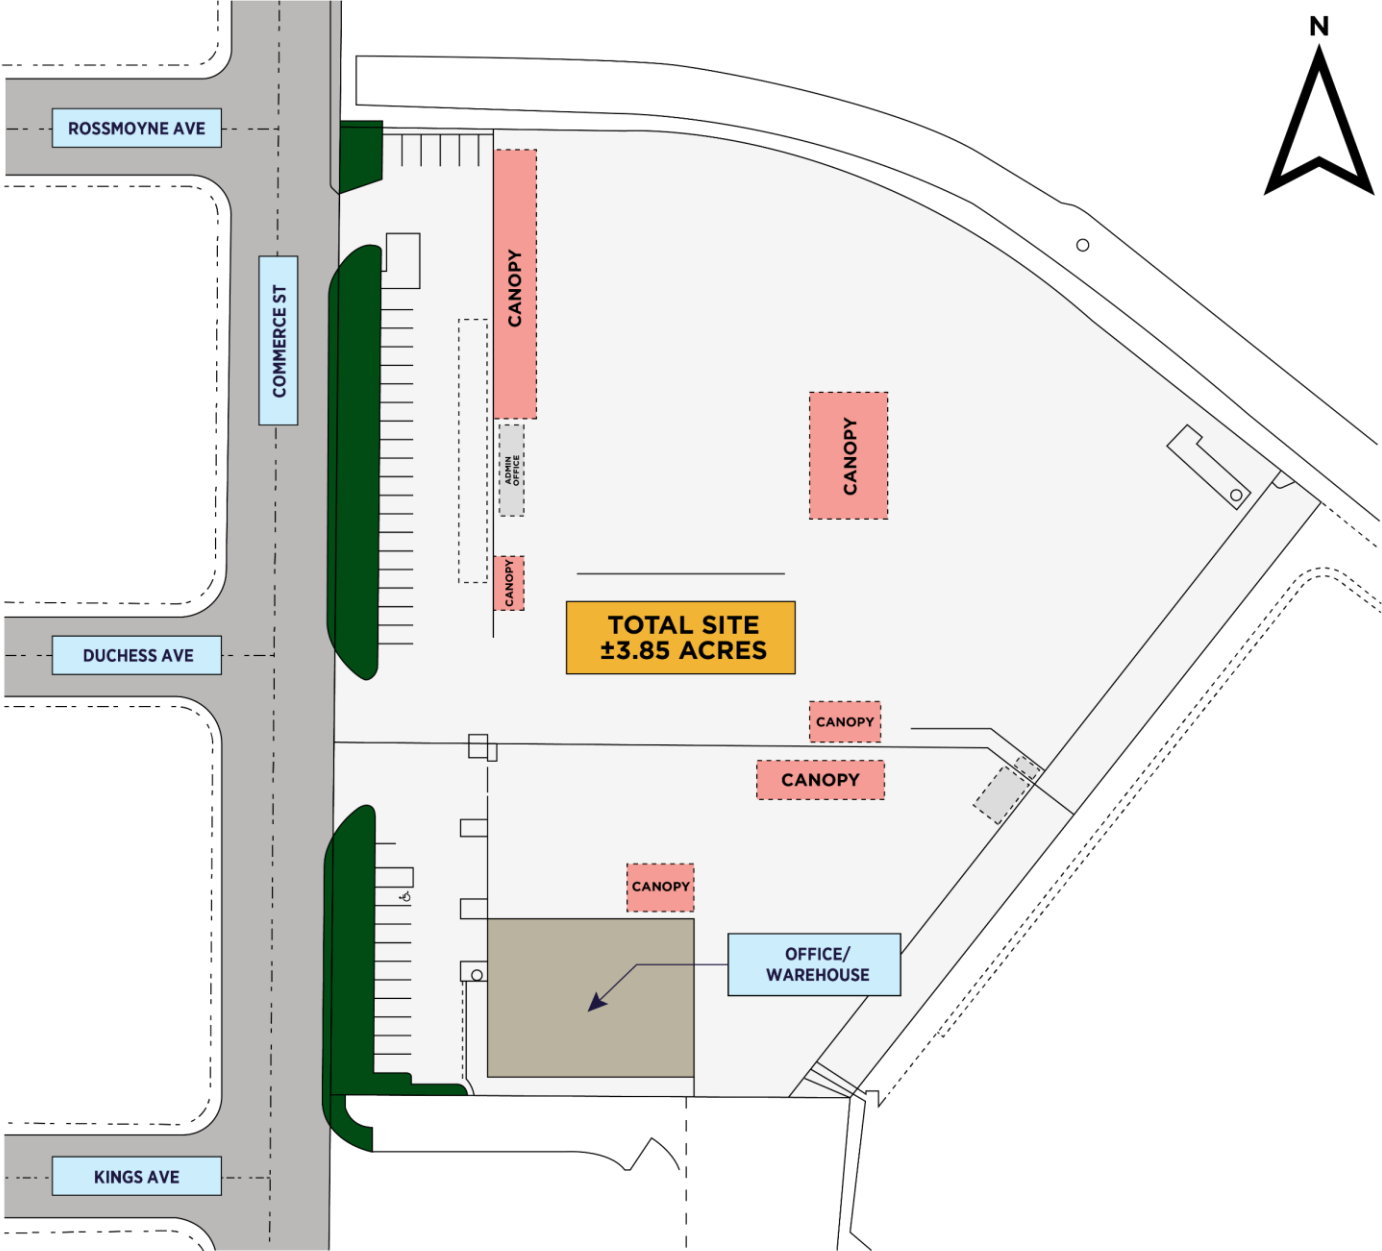 N
ROSSMOYNE AVE
COMMERCE ST
CANOPY
ADMIN
OFFICE
CANOPY
CANOPY
TOTAL SITE
±3.85 ACRES
DUCHESS AVE
CANOPY
CANOPY
CANOPY
OFFICE/
WAREHOUSE
KINGS AVE